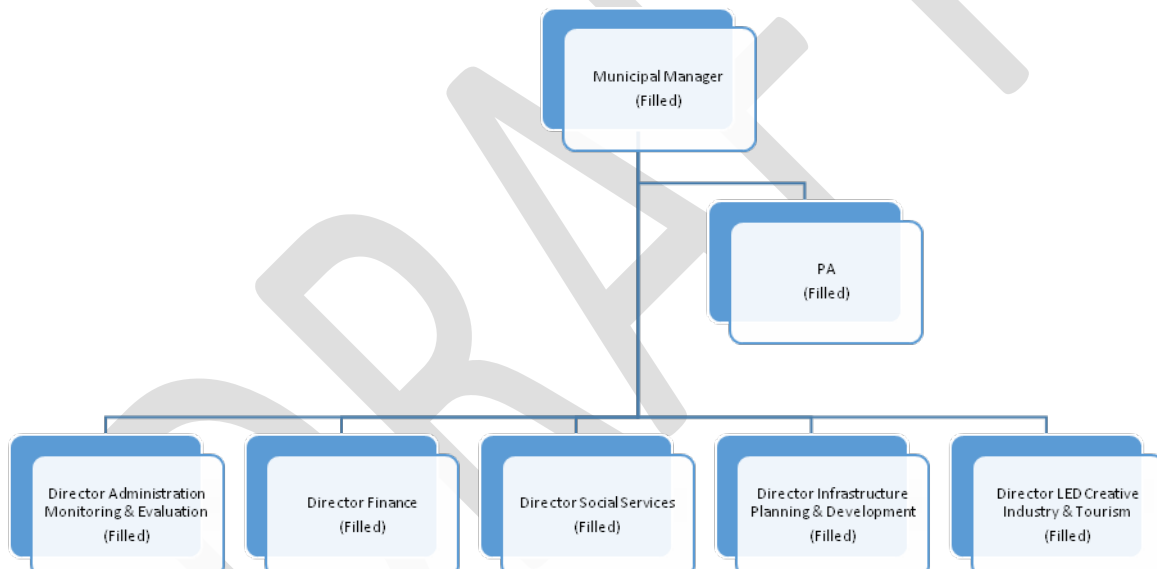 Municipal Manager
(Filled)
PA
(Filled)
Director Administration
Monitoring & Evaluation
(Filled)
Director Finance
(Filled)
Director Social Services
(Filled)
Director Infrastructure
Planning & Development
(Filled)
Director LED Creative
Industry & Tourism
(Filled)
DRAFT